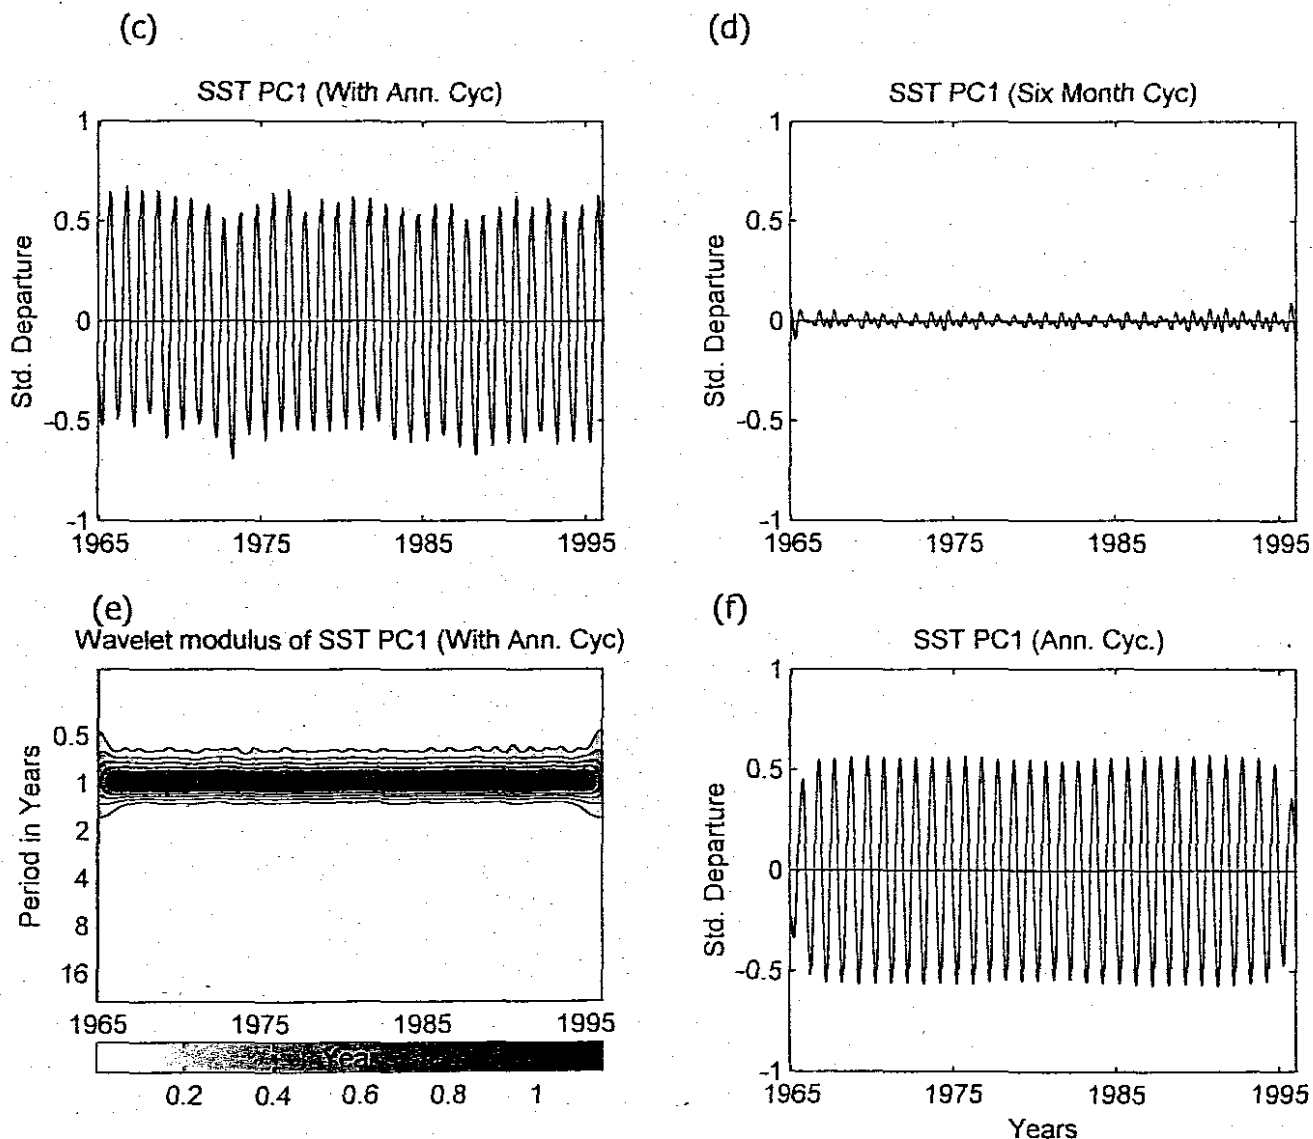 (c)
SST PC1 (With Ann. Cyc)
Std. Departure
1
0.5
0
-0.5
-1
1965 1975 1985 1995
(d)
SST PC1 (Six Month Cyc)
Std. Departure
1
0.5
0
-0.5
-1
1965 1975 1985 1995
(e)
Wavelet modulus of SST PC1 (With Ann. Cyc)
Period in Years
0.5
1
2
4
8
16
1965 1975 1985 1995
Year
0.2 0.4 0.6 0.8 1
(f)
SST PC1 (Ann. Cyc.)
Std. Departure
1
0.5
0
-0.5
-1
1965 1975 1985 1995
Years